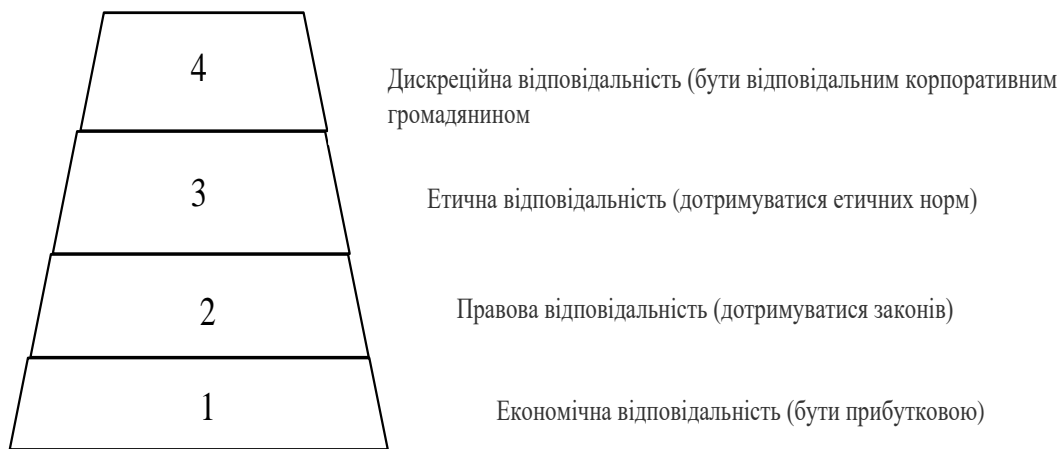 4
Дискреційна відповідальність (бути відповідальним корпоративним
громадянином
3
Етична відповідальність (дотримуватися етичних норм)
2
Правова відповідальність (дотримуватися законів)
1
Економічна відповідальність (бути прибутковою)